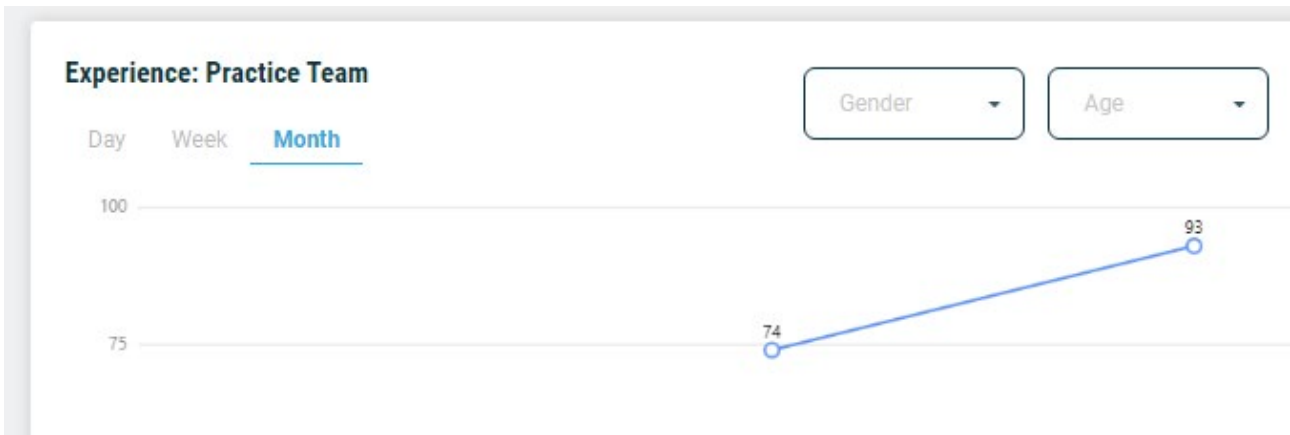 Experience: Practice Team
Gender
Age
Day
Week
Month
100
93
74
75